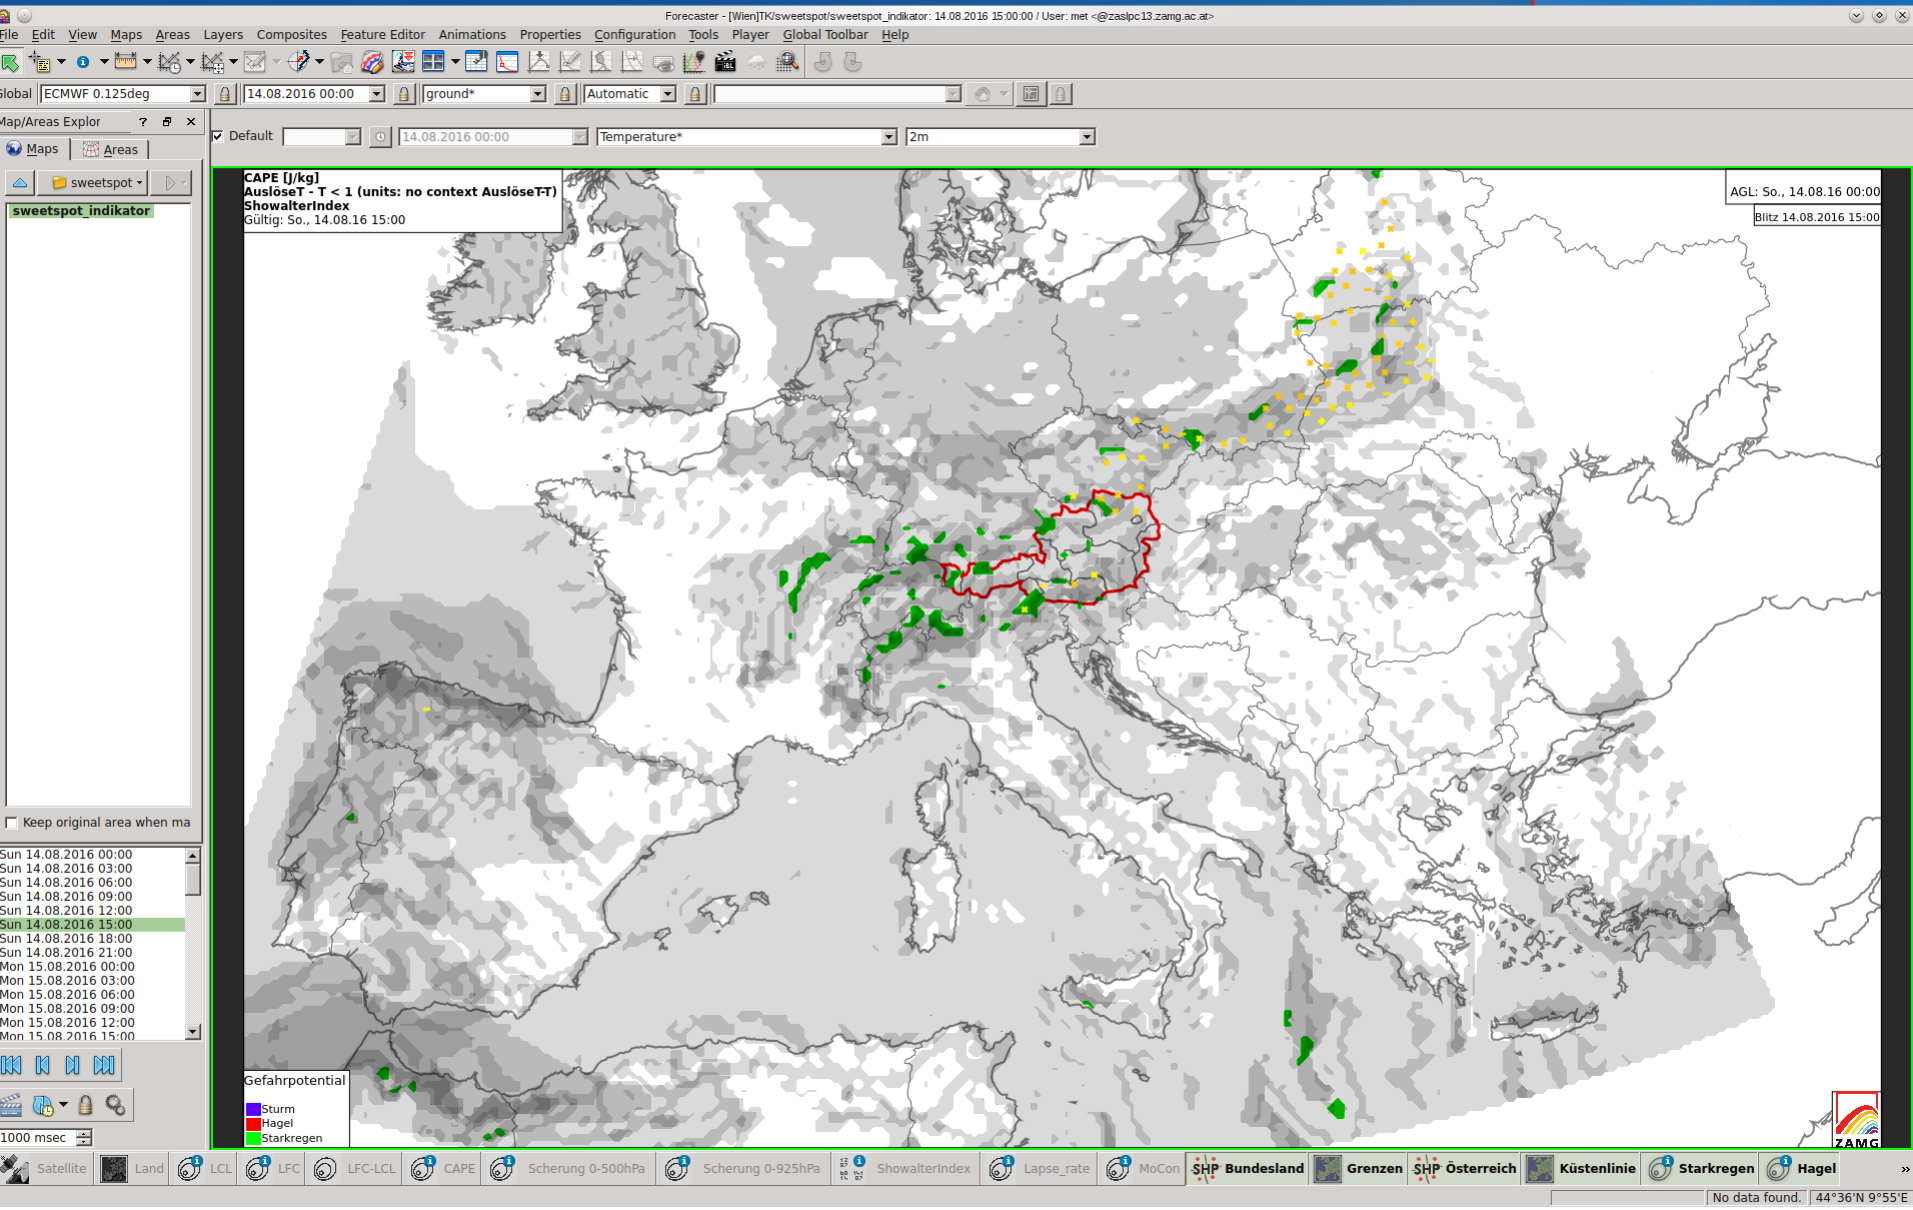 Forecaster - [Wien]TK/sweetspot/sweetspot_indikator: 14.08.2016 15:00:00 / User: met <@zaslpc13.zamg.ac.at>
File Edit View Maps Areas Layers Composites Feature Editor Animations Properties Configuration Tools Player Global Toolbar Help
Global ECMWF 0.125deg 14.08.2016 00:00 ground* Automatic
Map/Areas Explor ?
Default 14.08.2016 00:00 Temperature* 2m
Maps Areas
sweetspot
sweetspot_indikator
CAPE [J/kg]
AuslöseT - T < 1 (units: no context AuslöseT-T)
ShowalterIndex
Gültig: So., 14.08.16 15:00
AGL: So., 14.08.16 00:00
Blitz 14.08.2016 15:00
Keep original area when ma
Sun 14.08.2016 00:00
Sun 14.08.2016 03:00
Sun 14.08.2016 06:00
Sun 14.08.2016 09:00
Sun 14.08.2016 12:00
Sun 14.08.2016 15:00
Sun 14.08.2016 18:00
Sun 14.08.2016 21:00
Mon 15.08.2016 00:00
Mon 15.08.2016 03:00
Mon 15.08.2016 06:00
Mon 15.08.2016 09:00
Mon 15.08.2016 12:00
Mon 15.08.2016 15:00
1000 msec
Gefahrpotential
Sturm
Hagel
Starkregen
ZAMG
Satellite Land LCL LFC LFC-LCL CAPE Scherung 0-500hPa Scherung 0-925hPa ShowalterIndex Lapse_rate MoCon SHP Bundesland Grenzen SHP Österreich Küstenlinie Starkregen Hagel »
No data found. 44°36'N 9°55'E